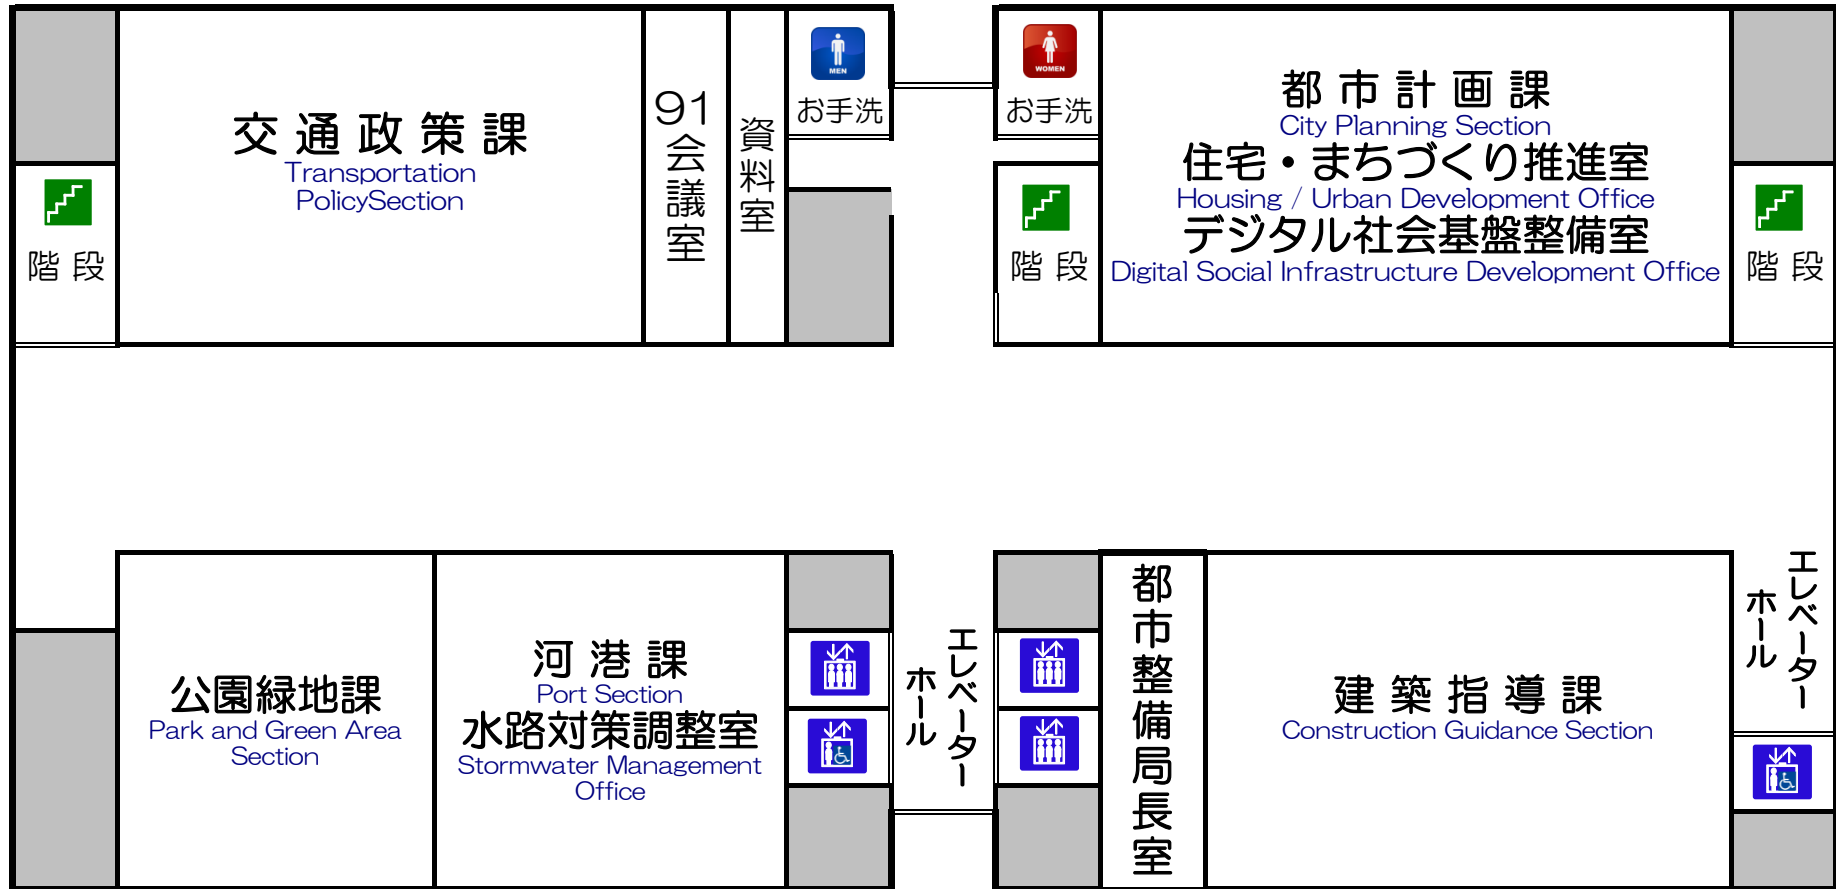 交通政策課
Transportation
PolicySection
91会議室
資料室
MEN
お手洗
WOMEN
お手洗
都市計画課
City Planning Section
住宅・まちづくり推進室
Housing / Urban Development Office
デジタル社会基盤整備室
Digital Social Infrastructure Development Office
階段
階段
階段
公園緑地課
Park and Green Area
Section
河港課
Port Section
水路対策調整室
Stormwater Management
Office
エレベーター
ホール
都市整備局長室
建築指導課
Construction Guidance Section
エレベーター
ホール